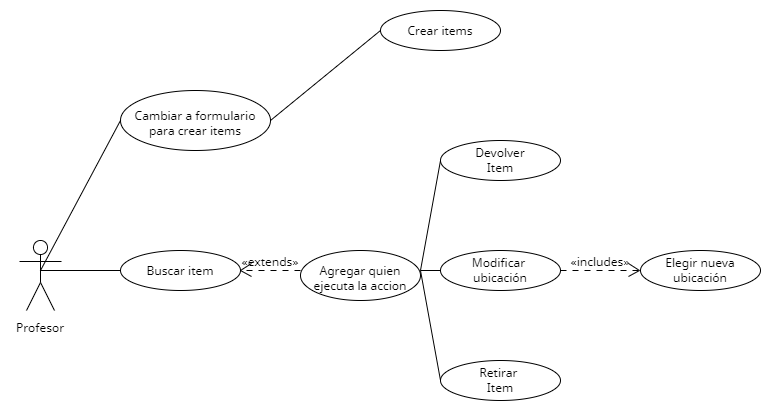 Crear items
Cambiar a formulario
para crear items
Devolver
Item
Buscar item
«extends»
Agregar quien
ejecuta la accion
Modificar
ubicación
«includes»
Elegir nueva
ubicación
Profesor
Retirar
Item